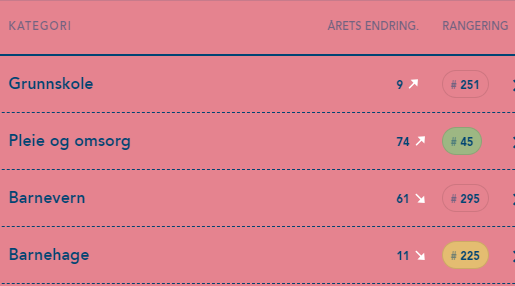 KATEGORI ÅRETS ENDRING. RANGERING
Grunnskole 9 # 251
Pleie og omsorg 74 # 45
Barnevern 61 # 295
Barnehage 11 # 225